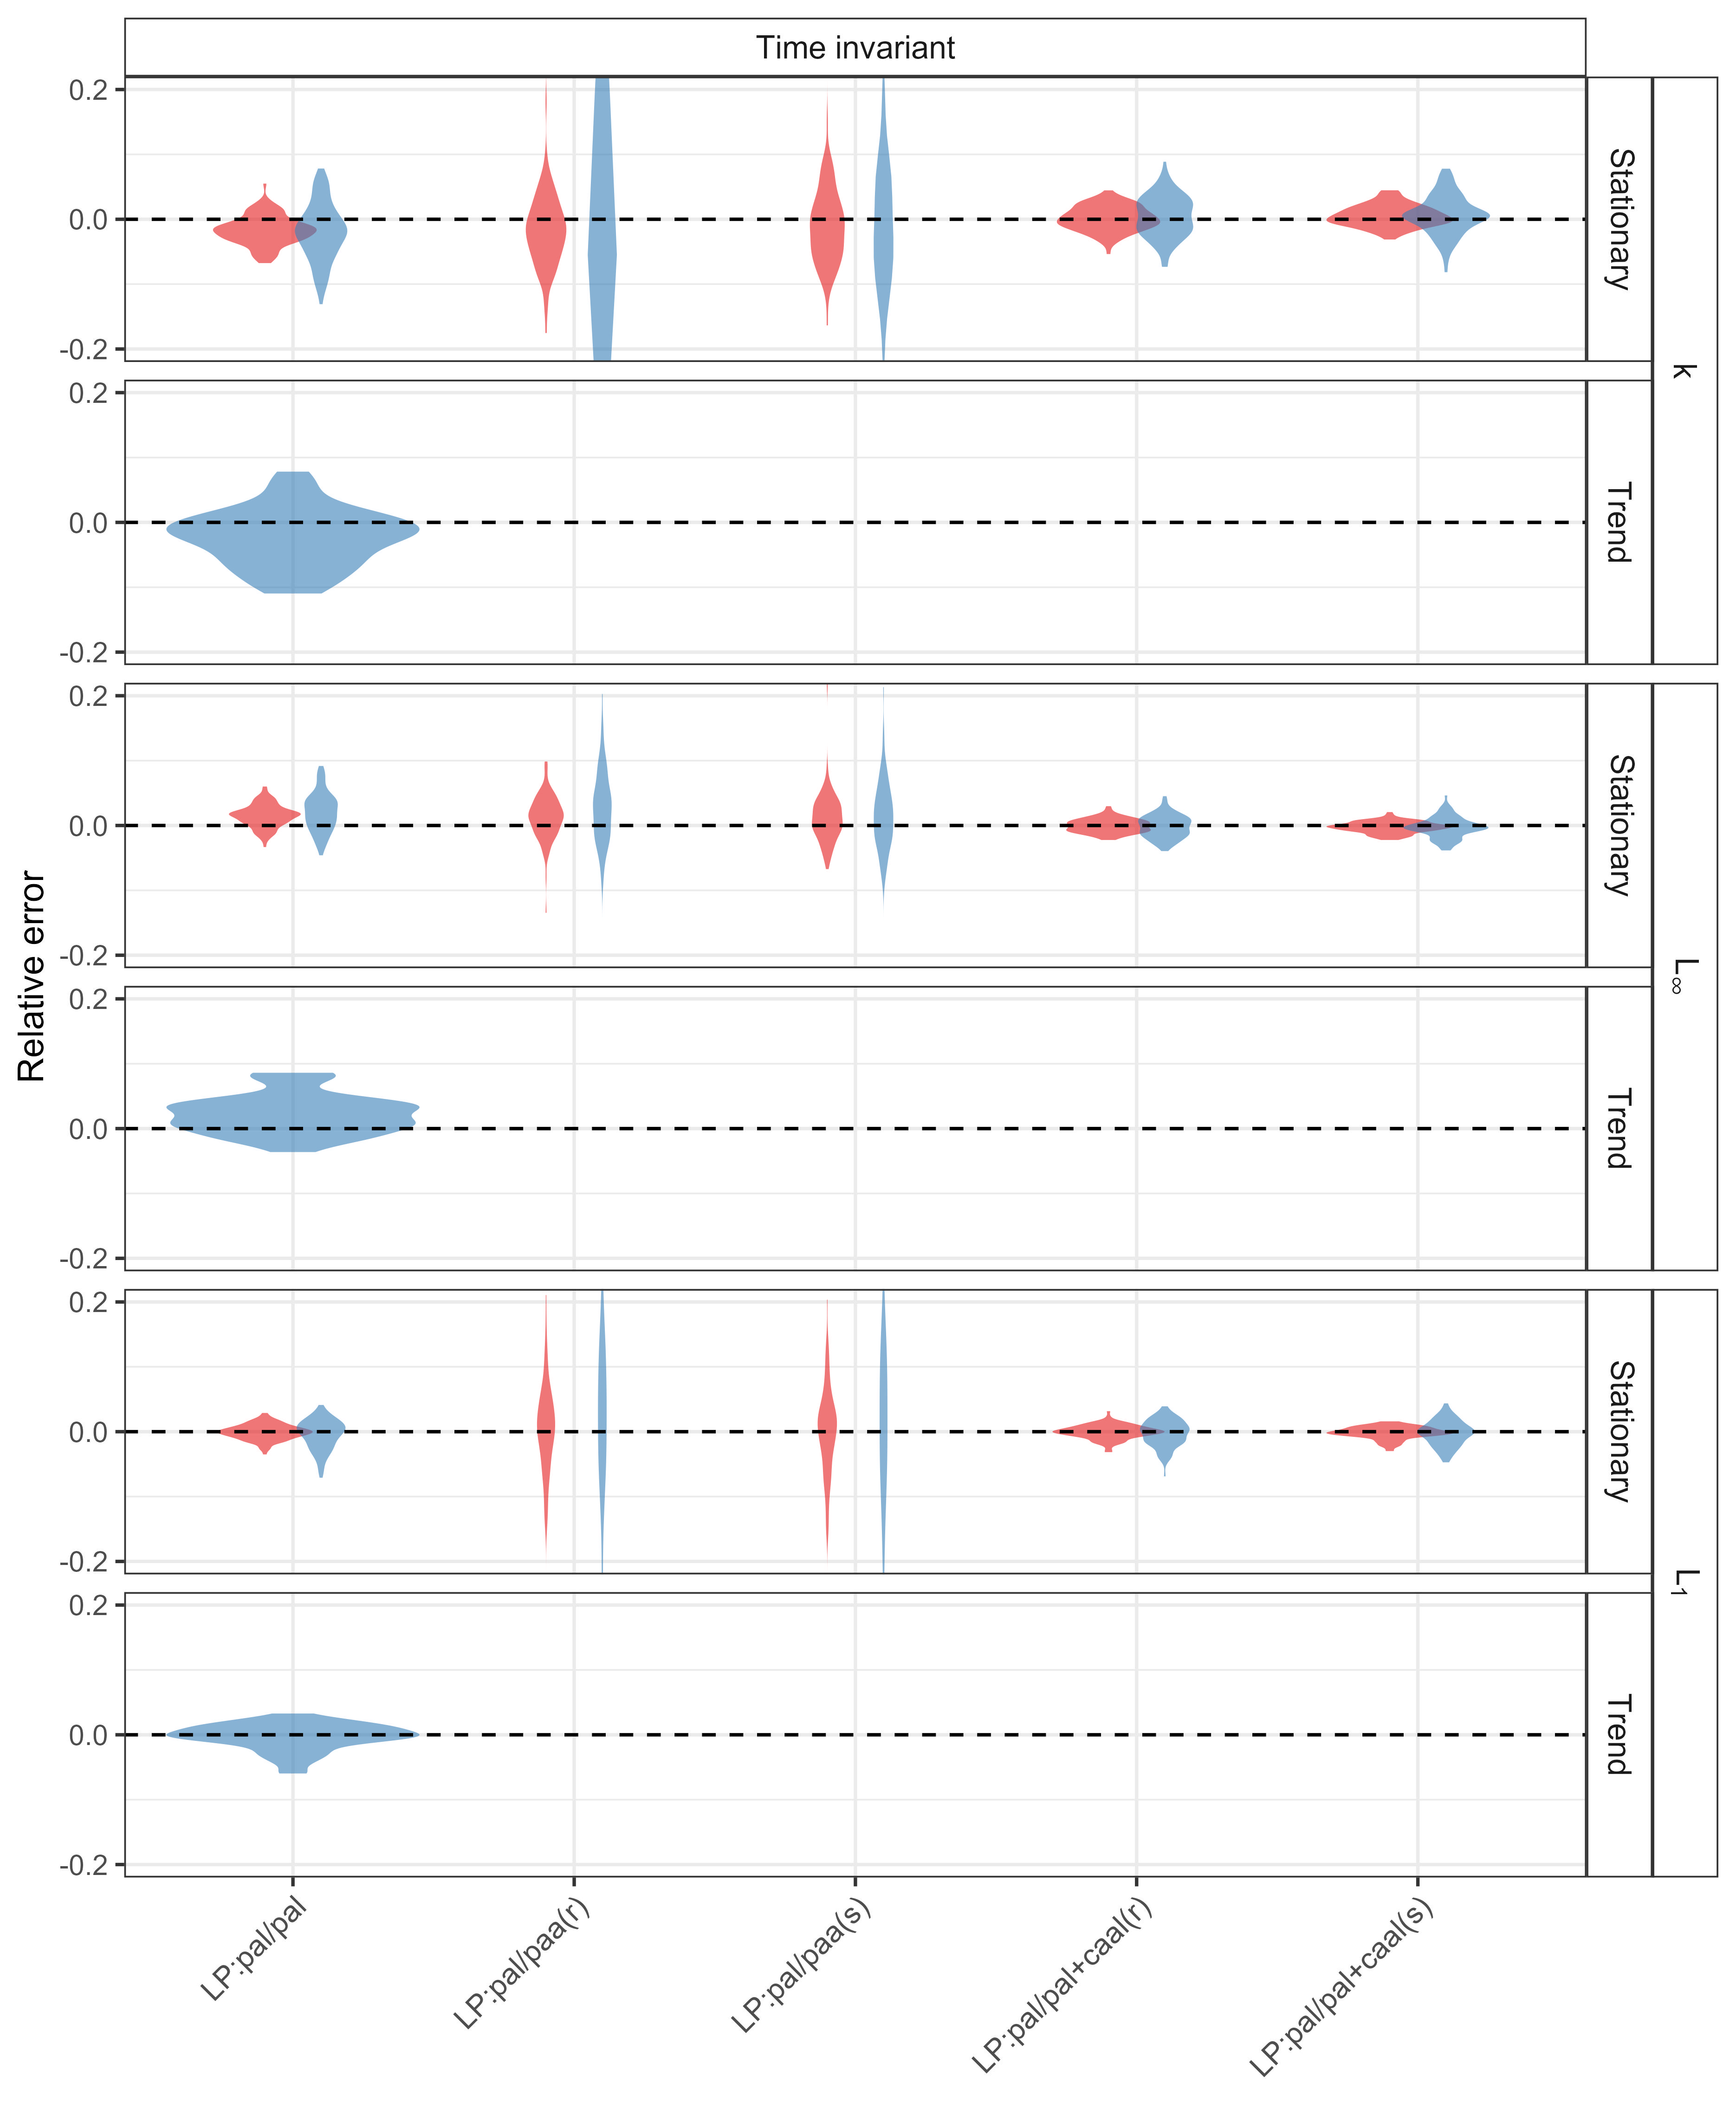 Time invariant
0.2
0.0
-0.2
Stationary
k
0.2
0.0
-0.2
Trend
0.2
0.0
-0.2
Stationary
L∞
Relative error
0.2
0.0
-0.2
Trend
0.2
0.0
-0.2
Stationary
L₁
0.2
0.0
-0.2
Trend
LP:pal/pal
LP:pal/paa(r)
LP:pal/paa(s)
LP:pal/pal+caal(r)
LP:pal/pal+caal(s)